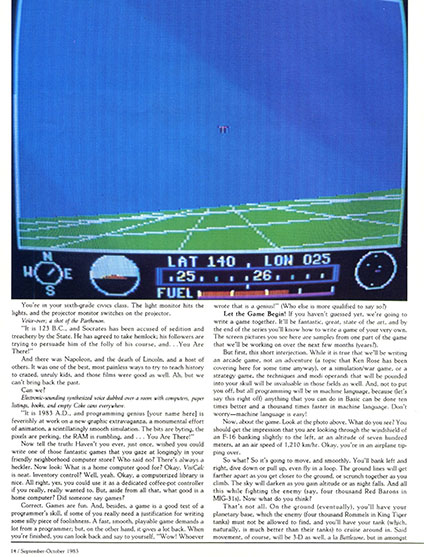 N
W E
S
LAT 140 , LON 025
.25 . . . . . 26 . . .
FUEL
You're in your sixth-grade civics class. The light monitor hits the
lights, and the projector monitor switches on the projector.
Voice-over, a shot of the Parthenon.
"It is 123 B.C., and Socrates has been accused of sedition and
treachery by the State. He has agreed to take hemlock; his followers are
trying to persuade him of the folly of his course, and. . .You Are
There!"
And there was Napoleon, and the death of Lincoln, and a host of
others. It was one of the best, most painless ways to try to teach history
to crazed, unruly kids, and those films were good as well. Ah, but we
can't bring back the past.
Can we?
Electronic-sounding synthesized voice dubbed over a room with computers, paper
listings, books, and empty Coke cans everywhere.
"It is 1983 A.D., and programming genius [your name here] is
feverishly at work on a new graphic extravaganza, a monumental effort
of animation, a scintillatingly smooth simulation. The bits are byting, the
pixels are perking, the RAM is rumbling, and . . . You Are There!"
Now tell the truth: Haven't you ever, just once, wished you could
write one of those fantastic games that you gaze at longingly in your
friendly neighborhood computer store? Who said no? There's always a
heckler. Now look: What is a home computer good for? Okay, VisiCalc
is neat. Inventory control? Well, yeah. Okay, a computerized library is
nice. All right, yes, you could use it as a dedicated coffee-pot controller
if you really, really wanted to. But, aside from all that, what good is a
home computer? Did someone say games?
Correct. Games are fun. And, besides, a game is a good test of a
programmer's skill, if some of you really need a justification for writing
some silly piece of foolishness. A fast, smooth, playable game demands a
lot from a programmer; but, on the other hand, it gives a lot back. When
you're finished, you can look back and say to yourself, "Wow! Whoever
wrote that is a genius!" (Who else is more qualified to say so?)
Let the Game Begin! If you haven't guessed yet, we're going to
write a game together. It'll be fantastic, great, state of the art, and by
the end of the series you'll know how to write a game of your very own.
The screen pictures you see here are samples from one part of the game
that we'll be working on over the next few months (years?).
But first, this short interjection. While it is true that we'll be writing
an arcade game, not an adventure (a topic that Ken Rose has been
covering here for some time anyway), or a simulation/war game, or a
strategy game, the techniques and modi operandi that will be pounded
into your skull will be invaluable in those fields as well. And, not to put
you off, but all programming will be in machine language, because (let's
say this right off) anything that you can do in Basic can be done ten
times better and a thousand times faster in machine language. Don't
worry—machine language is easy!
Now, about the game. Look at the photo above. What do you see? You
should get the impression that you are looking through the windshield of
an F-16 banking slightly to the left, at an altitude of seven hundred
meters, at an air speed of 1,210 km/hr. Okay, you're in an airplane tip-
ping over.
So what? So it's going to move, and smoothly. You'll bank left and
right, dive down or pull up, even fly in a loop. The ground lines will get
farther apart as you get closer to the ground, or scrunch together as you
climb. The sky will darken as you gain altitude or as night falls. And all
this while fighting the enemy (say, four thousand Red Barons in
MIG-31s). Now what do you think?
That's not all. On the ground (eventually), you'll have your
planetary base, which the enemy (four thousand Rommels in King Tiger
tanks) must not be allowed to find, and you'll have your tank (which,
naturally, is much better than their tanks) to cruise around in. Said
movement, of course, will be 3-D as well, a la Battlezone, but in amongst
14 / September-October 1983